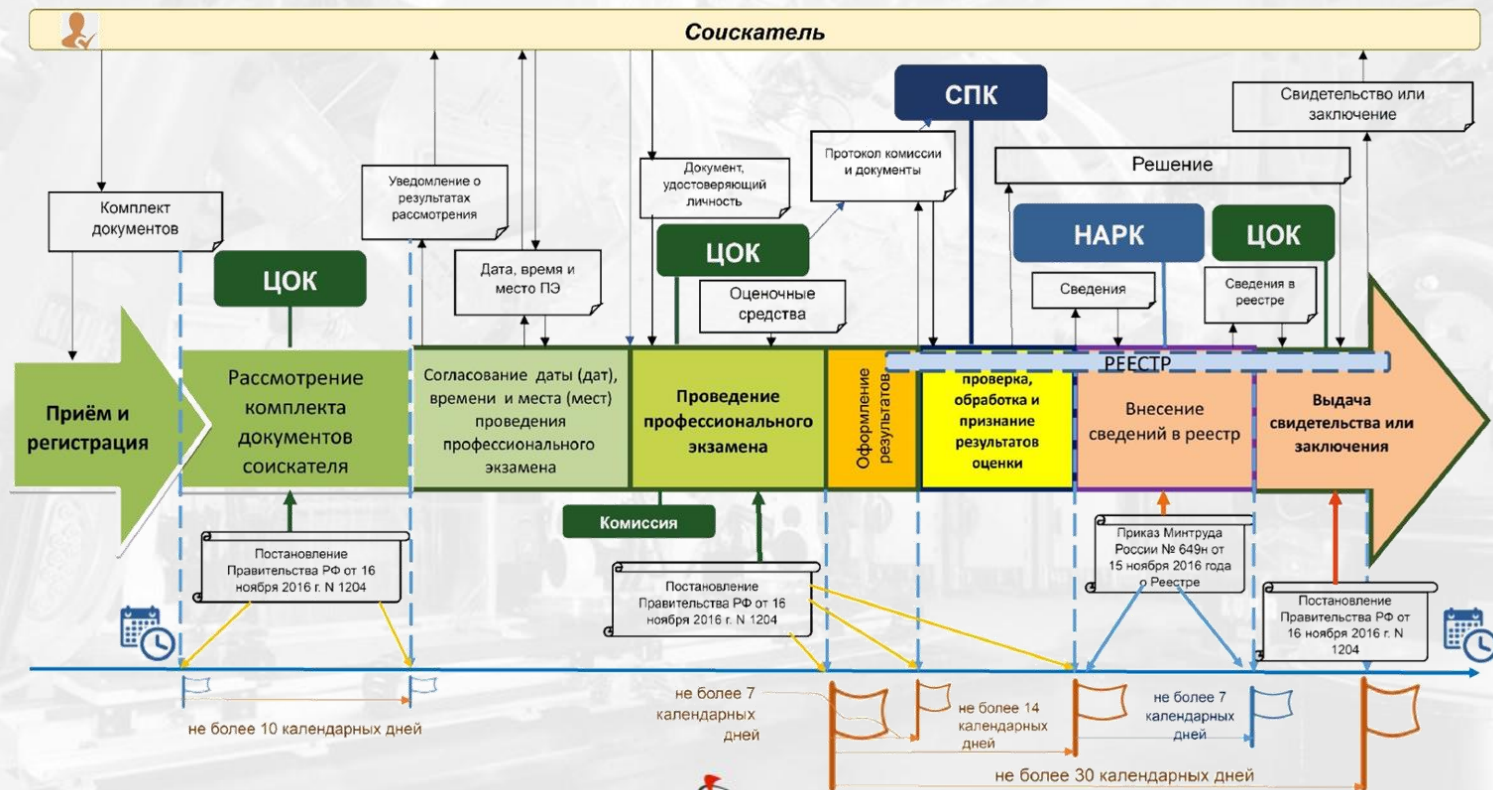 Соискатель
СПК
Свидетельство или
заключение
Протокол комиссии
и документы
Решение
Документ,
удостоверяющий
личность
Уведомление о
результатах
рассмотрения
Комплект
документов
ЦОК
ЦОК
НАРК
ЦОК
Дата, время и
место ПЭ
Оценочные
средства
Сведения
Сведения в
реестре
РЕЕСТР
Приём и
регистрация
Рассмотрение
комплекта
документов
соискателя
Согласование даты (дат),
времени и места (мест)
проведения
профессионального
экзамена
Проведение
профессионального
экзамена
Оформление
результатов
проверка,
обработка и
признание
результатов
оценки
Внесение
сведений в реестр
Выдача
свидетельства или
заключения
Комиссия
Постановление
Правительства РФ от 16
ноября 2016 г. N 1204
Постановление
Правительства РФ от 16
ноября 2016 г. N 1204
Приказ Минтруда
России № 649н от
15 ноября 2016 года
о Реестре
Постановление
Правительства РФ от
16 ноября 2016 г. N
1204
не более 10 календарных дней
не более 7
календарных
дней
не более 14
календарных
дней
не более 7
календарных
дней
не более 30 календарных дней